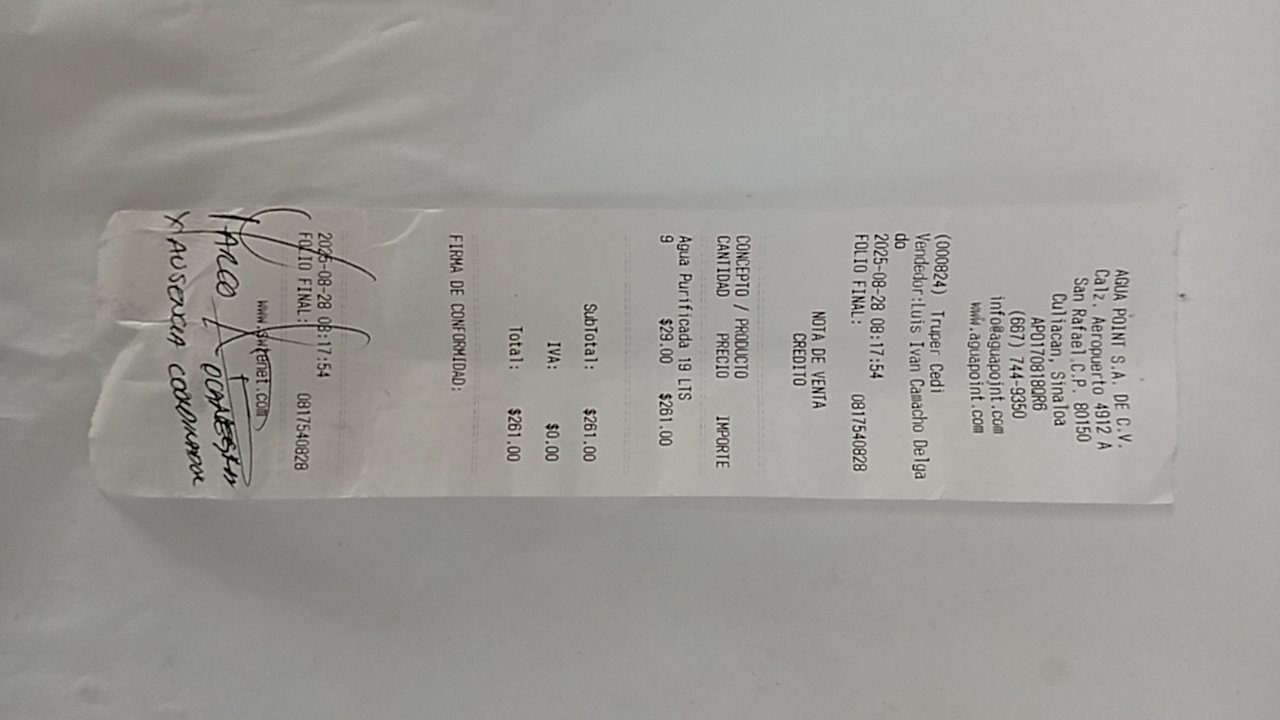 AGUA POINT S.A. DE C.V.
Calz. Aeropuerto 4912 A
San Rafael C.P. 80150
Culiacan, Sinaloa
APO170818QR6
(667) 744-9350
info@aguapoint.com
www.aguapoint.com
(000824) Truper Cedi
Vendedor:Luis Ivan Camacho Delga
do
2025-08-28 08:17:54
FOLIO FINAL: 0817540828
NOTA DE VENTA
CREDITO
CONCEPTO / PRODUCTO
CANTIDAD PRECIO IMPORTE
Agua Purificada 19 LTS
9 $29.00 $261.00
SubTotal: $261.00
IVA: $0.00
Total: $261.00
FIRMA DE CONFORMIDAD:
2025-08-28 08:17:54
FOLIO FINAL: 0817540828
MARCO A
X AUSENCIA COORDINADOR